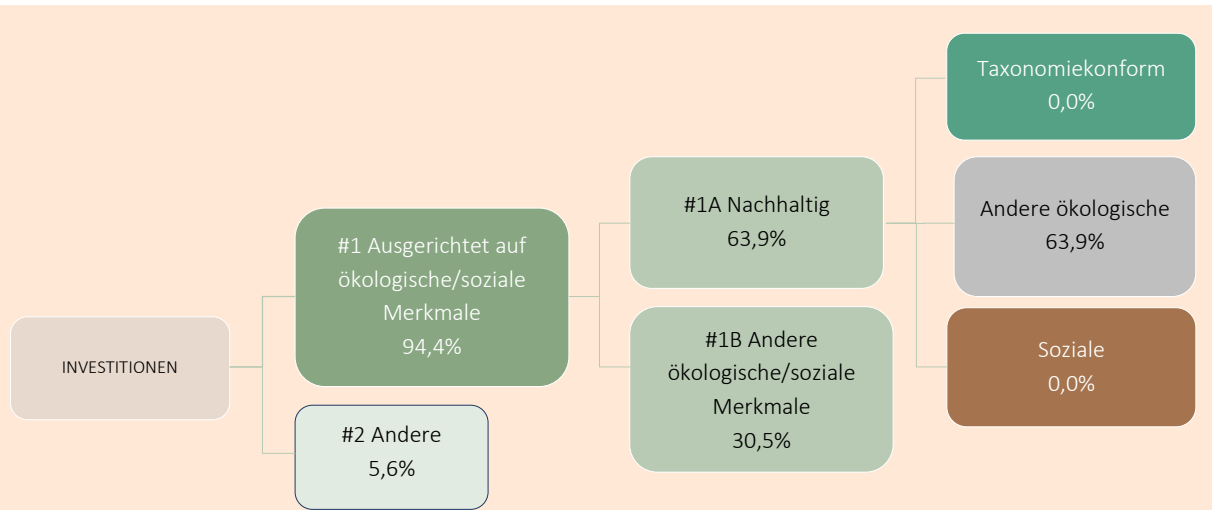 INVESTITIONEN
#1 Ausgerichtet auf
ökologische/soziale
Merkmale
94,4%
#2 Andere
5,6%
#1A Nachhaltig
63,9%
#1B Andere
ökologische/soziale
Merkmale
30,5%
Taxonomiekonform
0,0%
Andere ökologische
63,9%
Soziale
0,0%